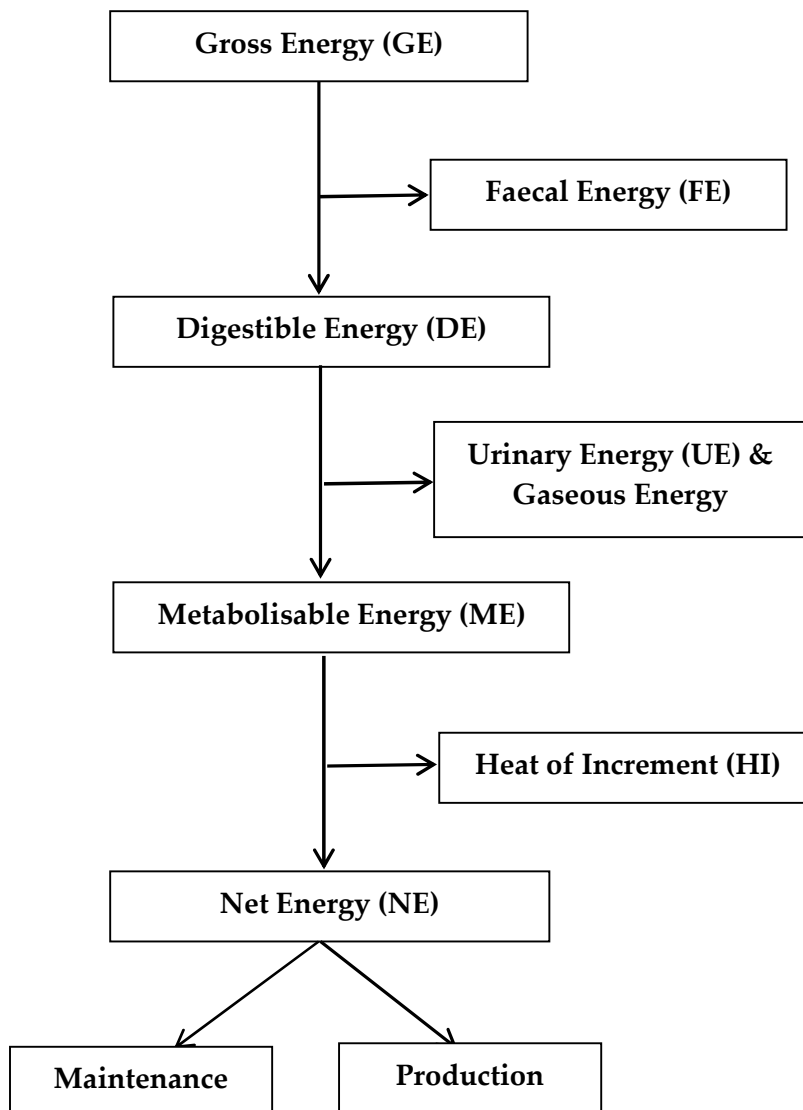 Gross Energy (GE)
Faecal Energy (FE)
Digestible Energy (DE)
Urinary Energy (UE) &
Gaseous Energy
Metabolisable Energy (ME)
Heat of Increment (HI)
Net Energy (NE)
Maintenance
Production